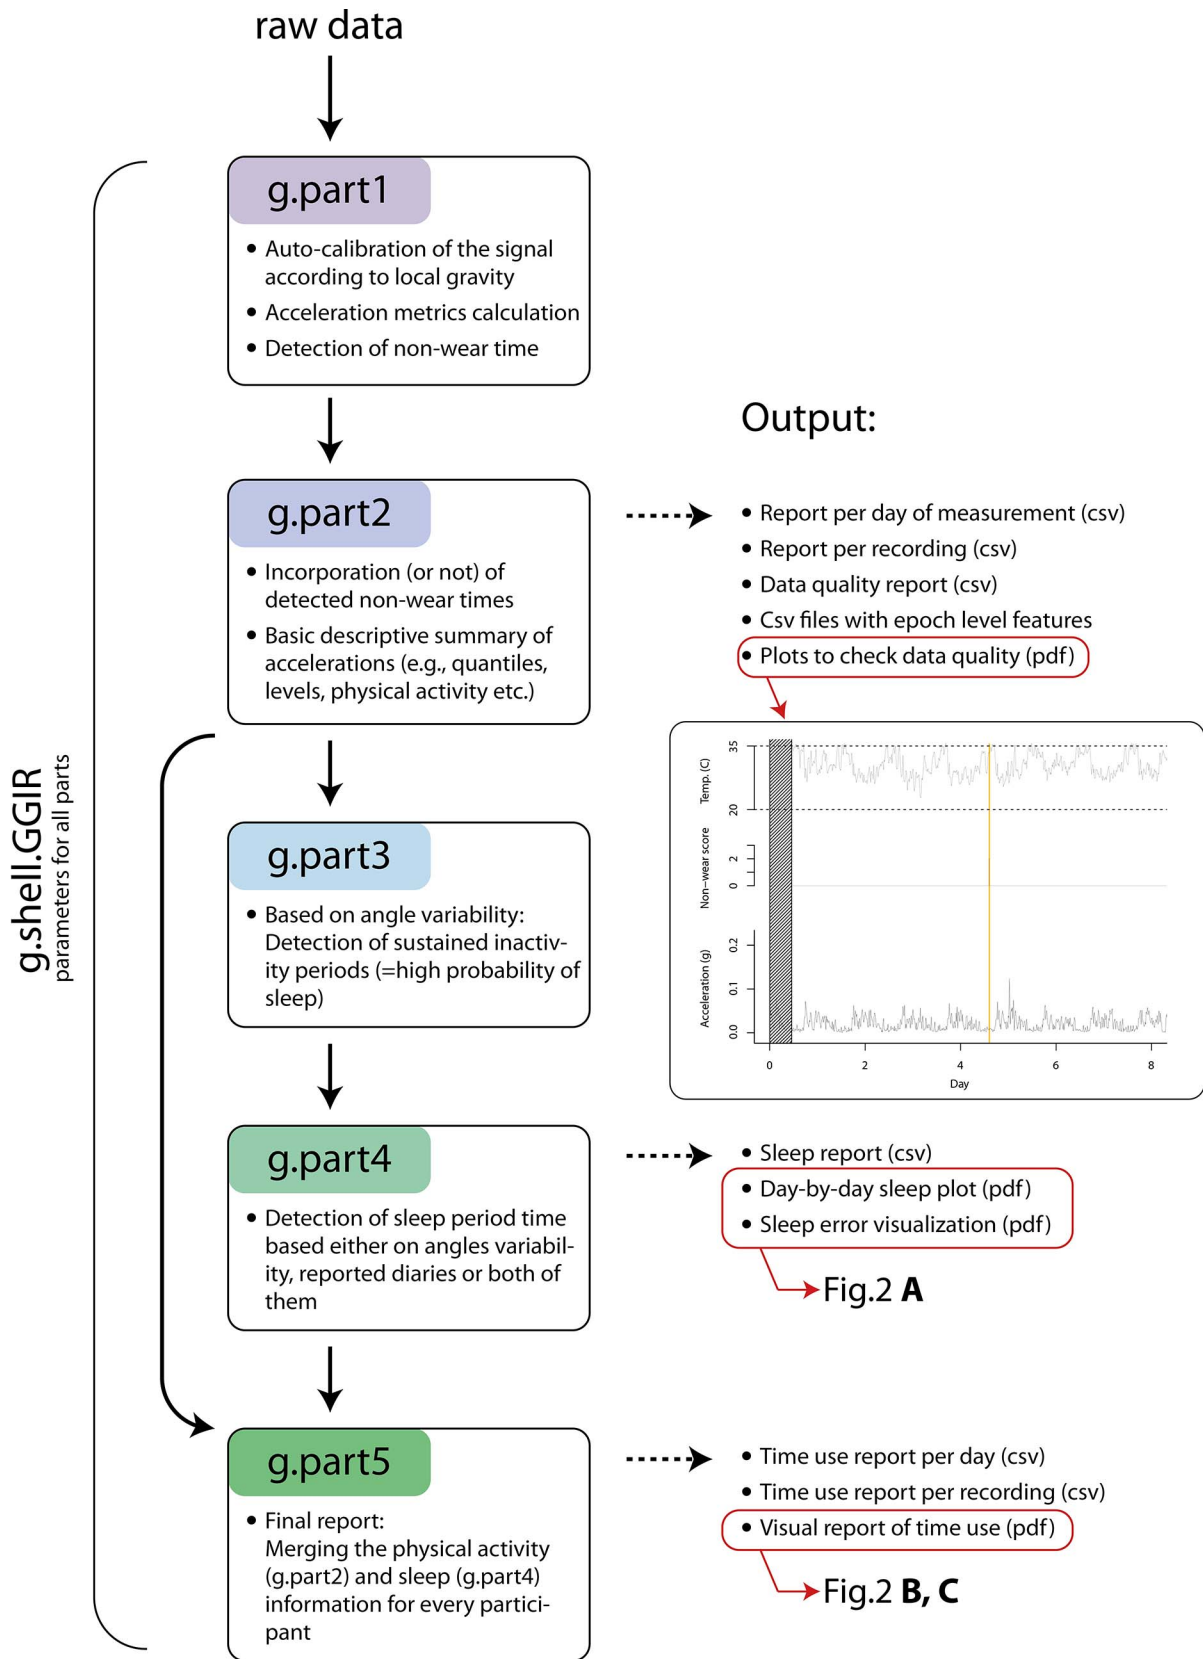 raw data
g.part1
• Auto-calibration of the signal
according to local gravity
• Acceleration metrics calculation
• Detection of non-wear time
Output:
g.part2
• Incorporation (or not) of
detected non-wear times
• Basic descriptive summary of
accelerations (e.g., quantiles,
levels, physical activity etc.)
• Report per day of measurement (csv)
• Report per recording (csv)
• Data quality report (csv)
• Csv files with epoch level features
• Plots to check data quality (pdf)
g.shell.GGIR
parameters for all parts
35
20
Temp. (C)
2
0
Non-wear score
0.2
0.1
0.0
Acceleration (g)
0 2 4 6 8
Day
g.part3
• Based on angle variability:
Detection of sustained inactiv-
ity periods (=high probability of
sleep)
g.part4
• Detection of sleep period time
based either on angles variabil-
ity, reported diaries or both of
them
• Sleep report (csv)
• Day-by-day sleep plot (pdf)
• Sleep error visualization (pdf)
Fig.2 A
g.part5
• Final report:
Merging the physical activity
(g.part2) and sleep (g.part4)
information for every partici-
pant
• Time use report per day (csv)
• Time use report per recording (csv)
• Visual report of time use (pdf)
Fig.2 B, C